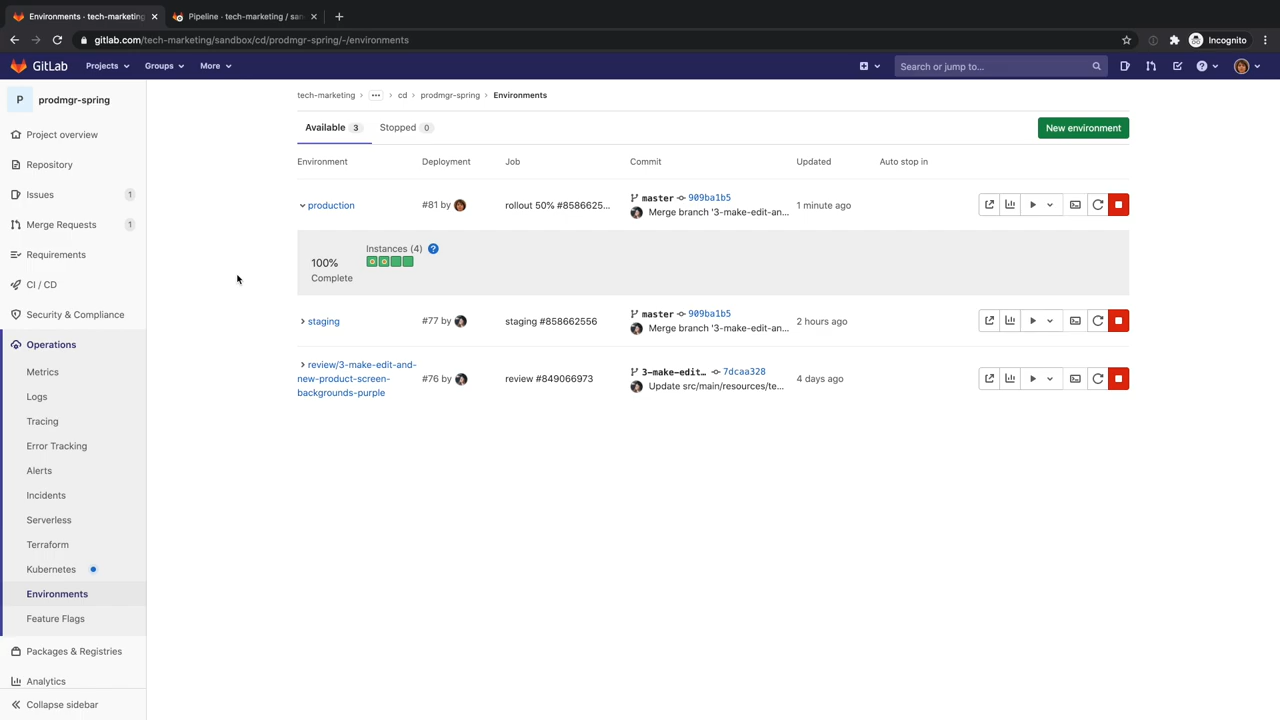 Environments · tech-marketing
Pipeline · tech-marketing / san
gitlab.com/tech-marketing/sandbox/cd/prodmgr-spring/-/environments
Incognito
GitLab
Projects
Groups
More
Search or jump to...
P
prodmgr-spring
Project overview
Repository
Issues
1
Merge Requests
1
Requirements
CI / CD
Security & Compliance
Operations
Metrics
Logs
Tracing
Error Tracking
Alerts
Incidents
Serverless
Terraform
Kubernetes
Environments
Feature Flags
Packages & Registries
Analytics
Collapse sidebar
tech-marketing > ... > cd > prodmgr-spring > Environments
Available 3
Stopped 0
New environment
Environment Deployment Job Commit Updated Auto stop in
production #81 by rollout 50% #8586625... master 909ba1b5 1 minute ago
Merge branch '3-make-edit-an...
100%
Complete
Instances (4) ?
staging #77 by staging #858662556 master 909ba1b5 2 hours ago
Merge branch '3-make-edit-an...
review/3-make-edit-and-
new-product-screen-
backgrounds-purple
#76 by review #849066973 3-make-edit… 7dcaa328 4 days ago
Update src/main/resources/te...